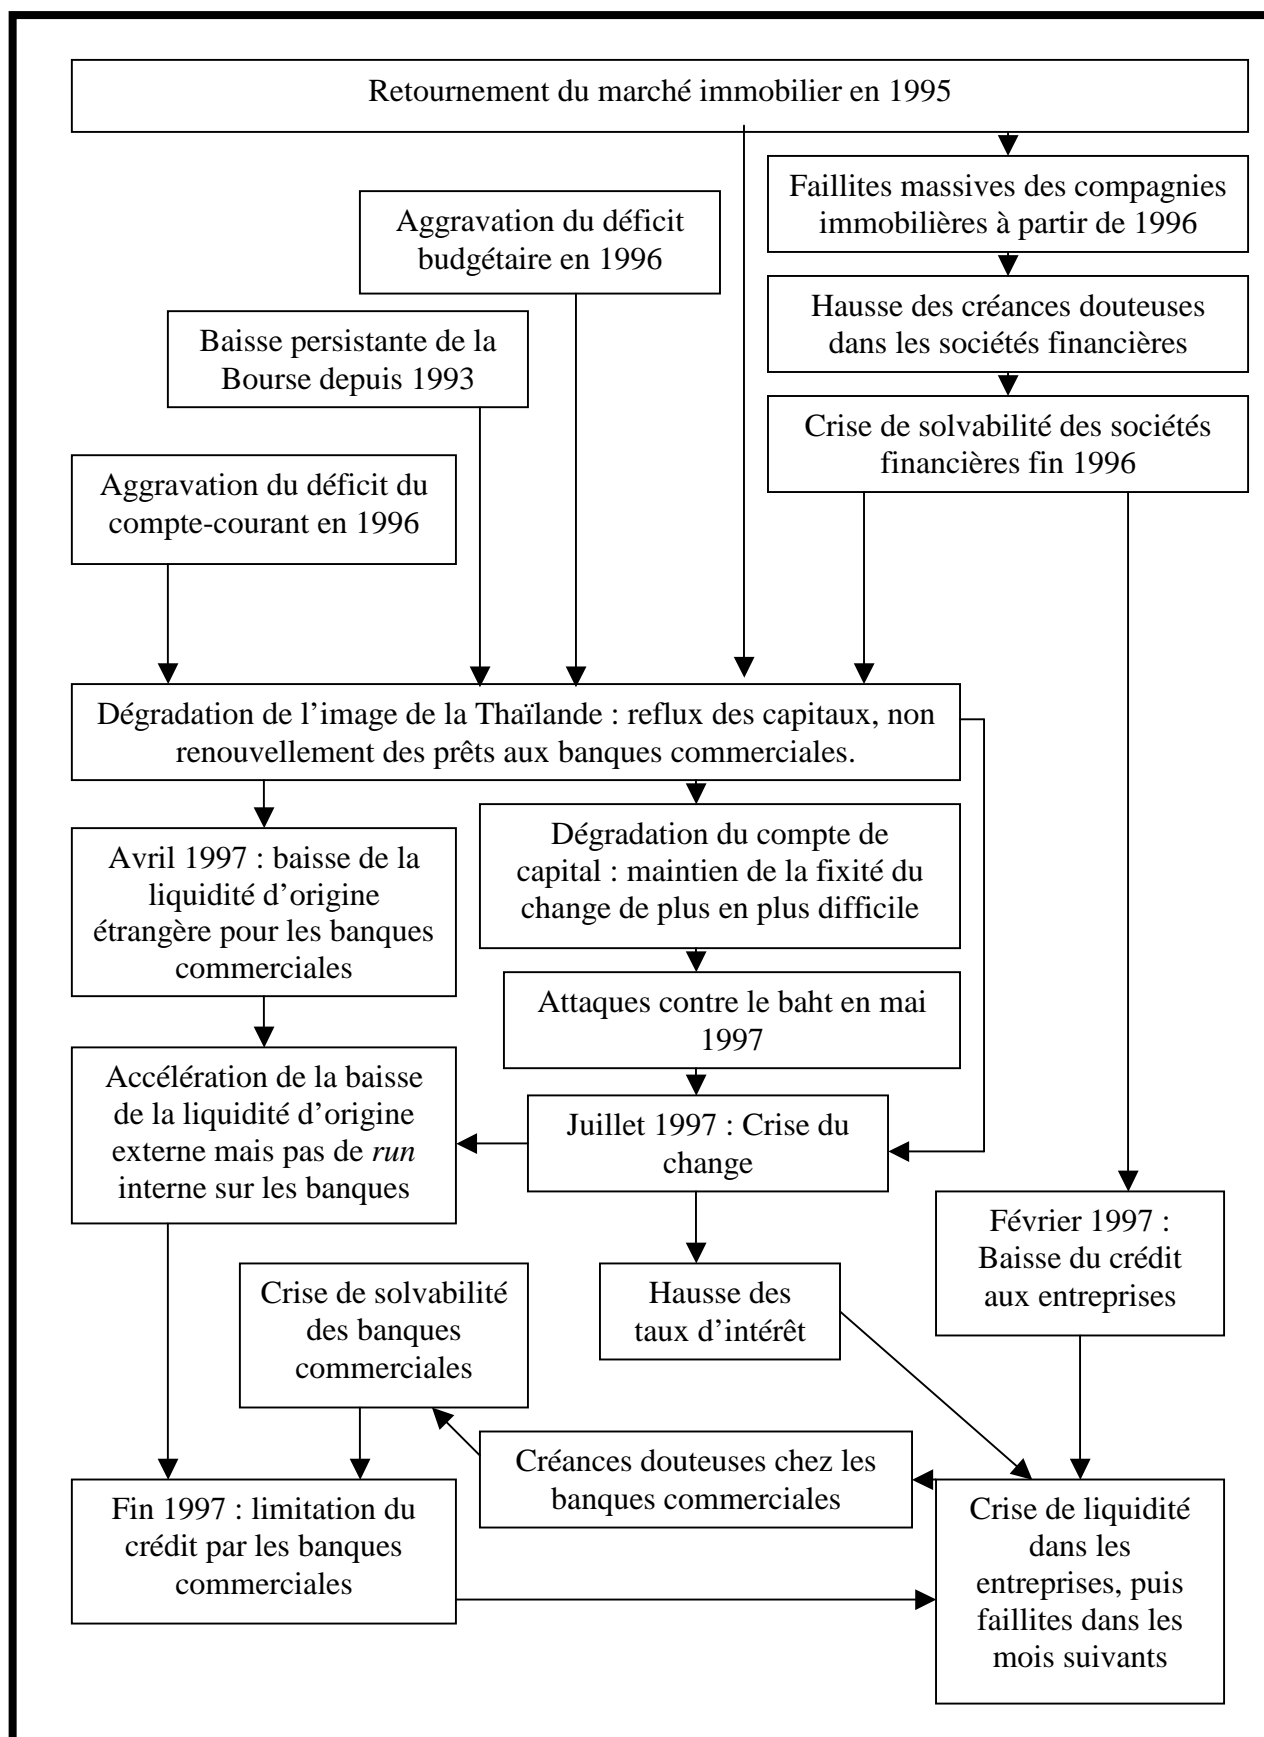 Retournement du marché immobilier en 1995
Faillites massives des compagnies
immobilières à partir de 1996
Aggravation du déficit
budgétaire en 1996
Hausse des créances douteuses
dans les sociétés financières
Baisse persistante de la
Bourse depuis 1993
Crise de solvabilité des sociétés
financières fin 1996
Aggravation du déficit du
compte-courant en 1996
Dégradation de l’image de la Thaïlande : reflux des capitaux, non
renouvellement des prêts aux banques commerciales.
Avril 1997 : baisse de la
liquidité d’origine
étrangère pour les banques
commerciales
Dégradation du compte de
capital : maintien de la fixité du
change de plus en plus difficile
Attaques contre le baht en mai
1997
Accélération de la baisse
de la liquidité d’origine
externe mais pas de run
interne sur les banques
Juillet 1997 : Crise du
change
Février 1997 :
Baisse du crédit
aux entreprises
Crise de solvabilité
des banques
commerciales
Hausse des
taux d’intérêt
Créances douteuses chez les
banques commerciales
Fin 1997 : limitation du
crédit par les banques
commerciales
Crise de liquidité
dans les
entreprises, puis
faillites dans les
mois suivants